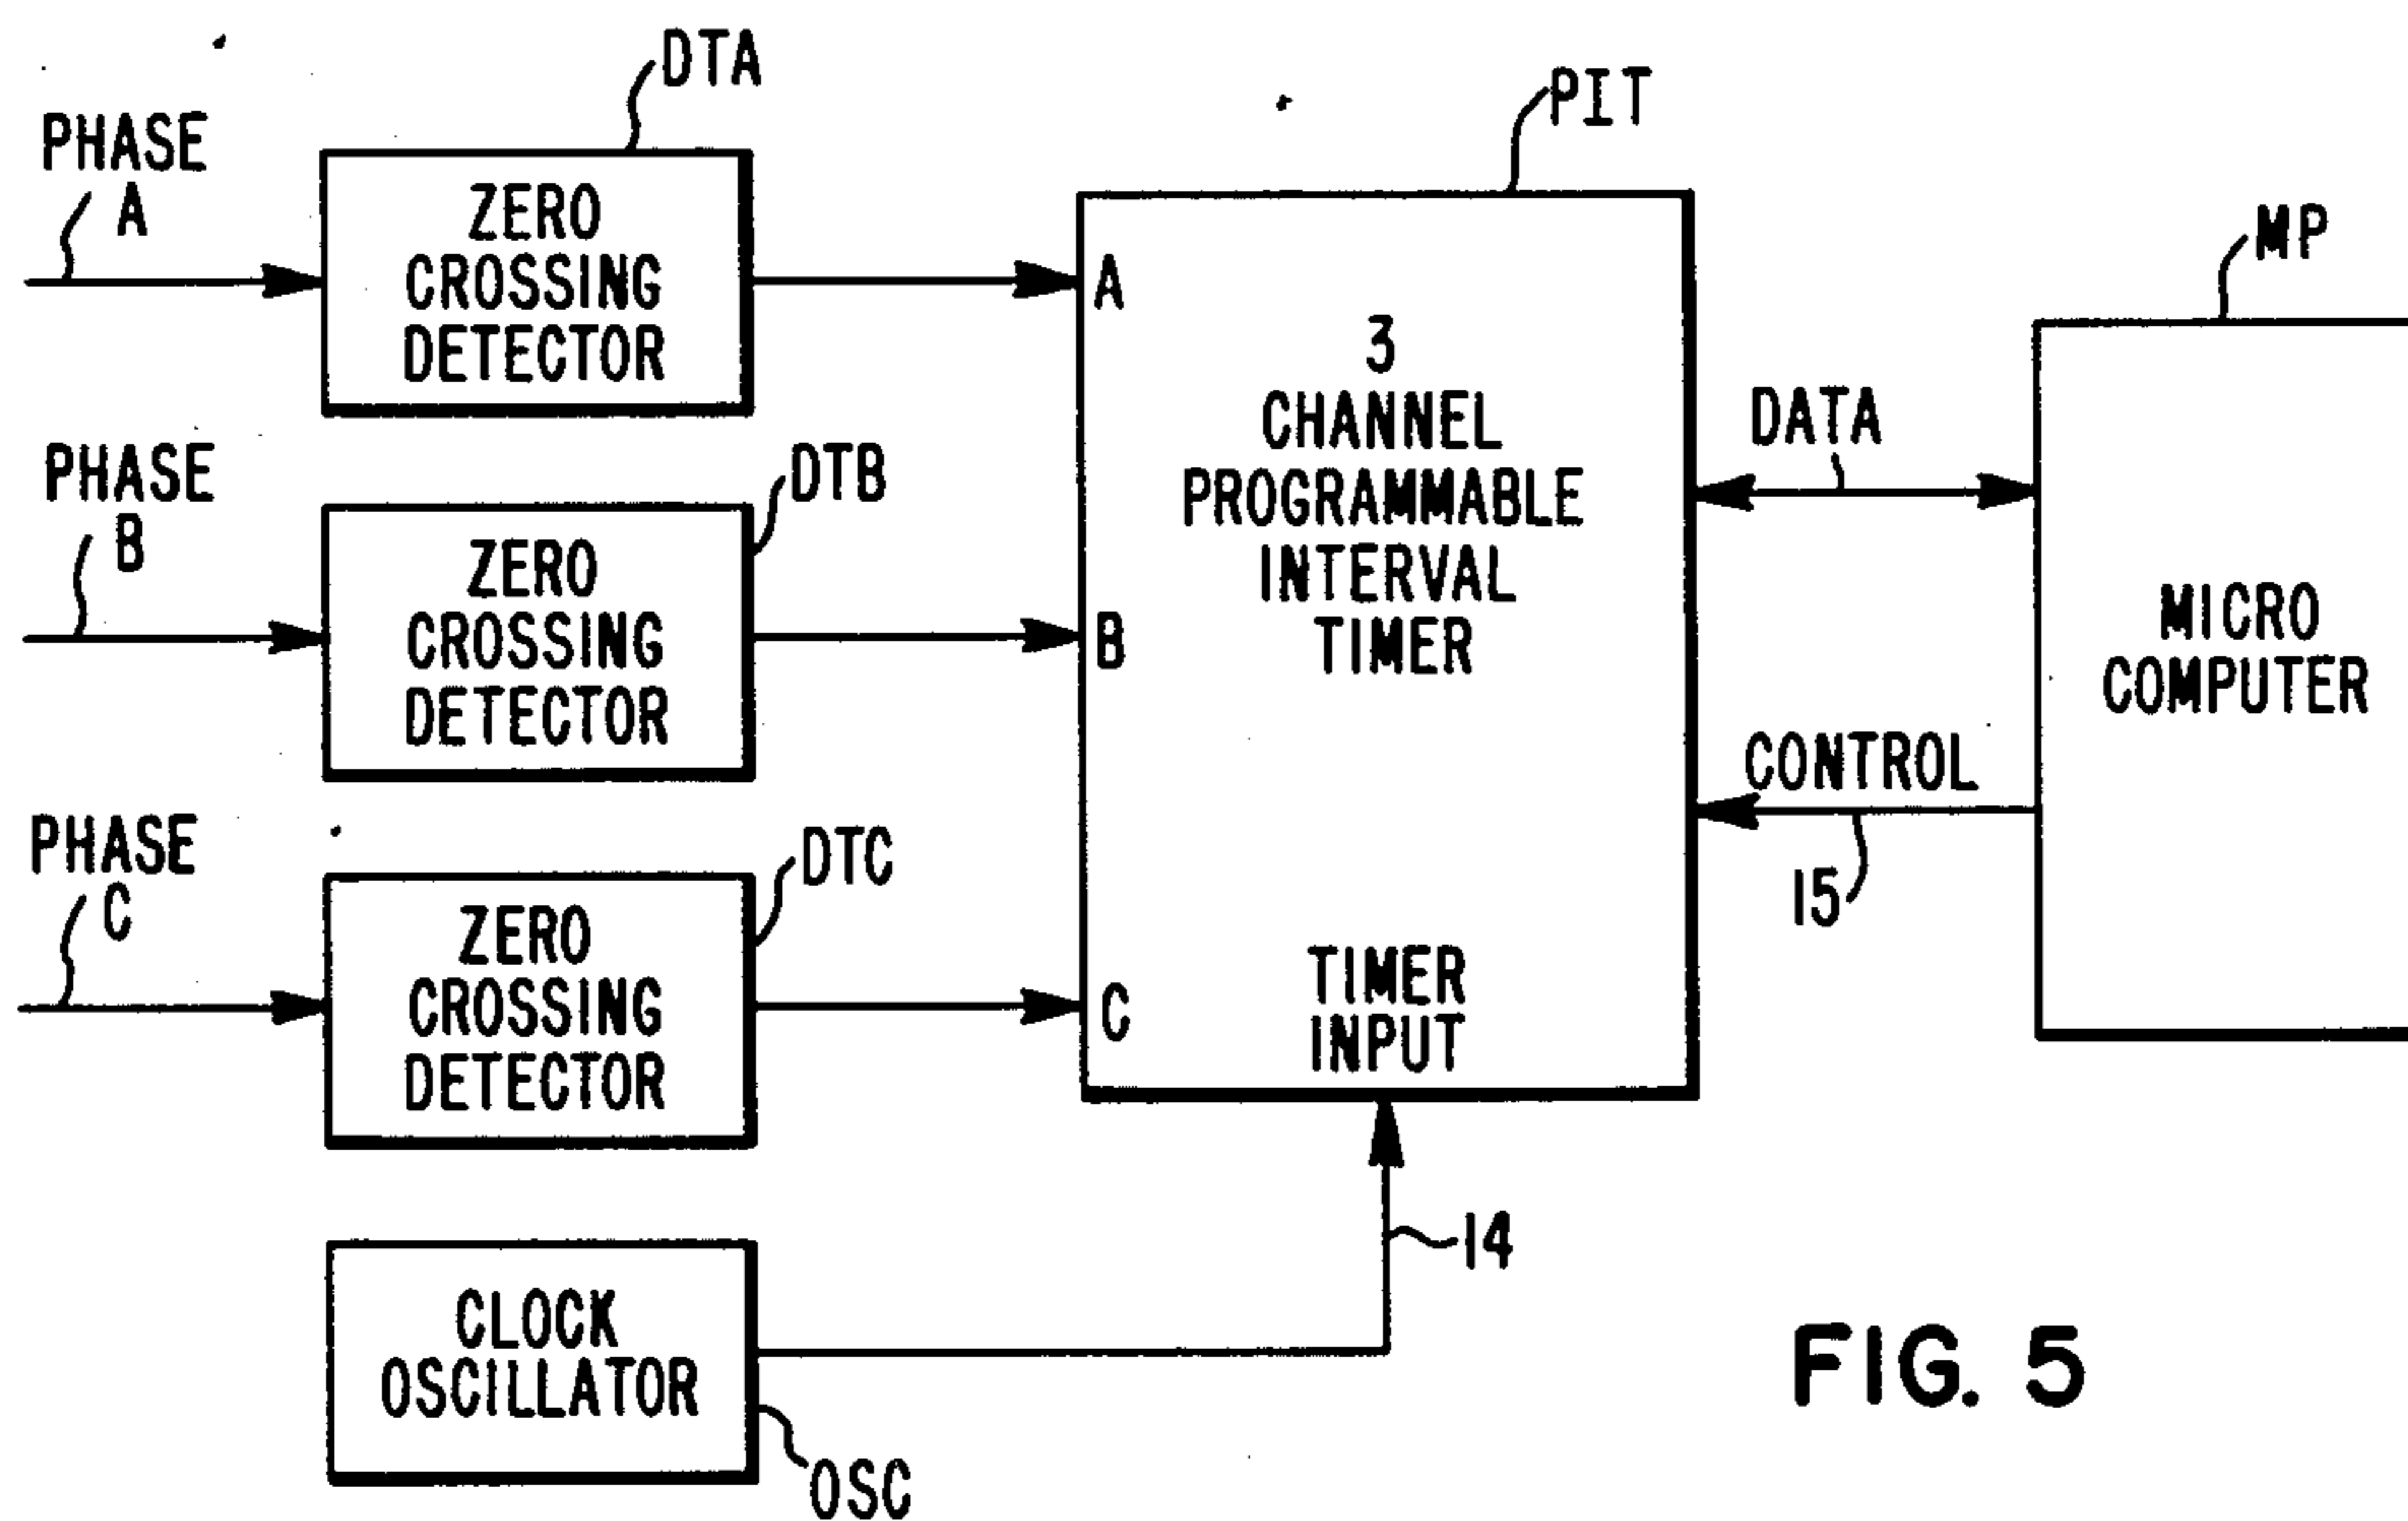 DTA
PHASE
A
ZERO
CROSSING
DETECTOR
PHASE
B
DTB
ZERO
CROSSING
DETECTOR
PHASE
C
DTC
ZERO
CROSSING
DETECTOR
CLOCK
OSCILLATOR
OSC
PIT
A
B
C
3
CHANNEL
PROGRAMMABLE
INTERVAL
TIMER
TIMER
INPUT
14
DATA
CONTROL
15
MP
MICRO
COMPUTER
FIG. 5